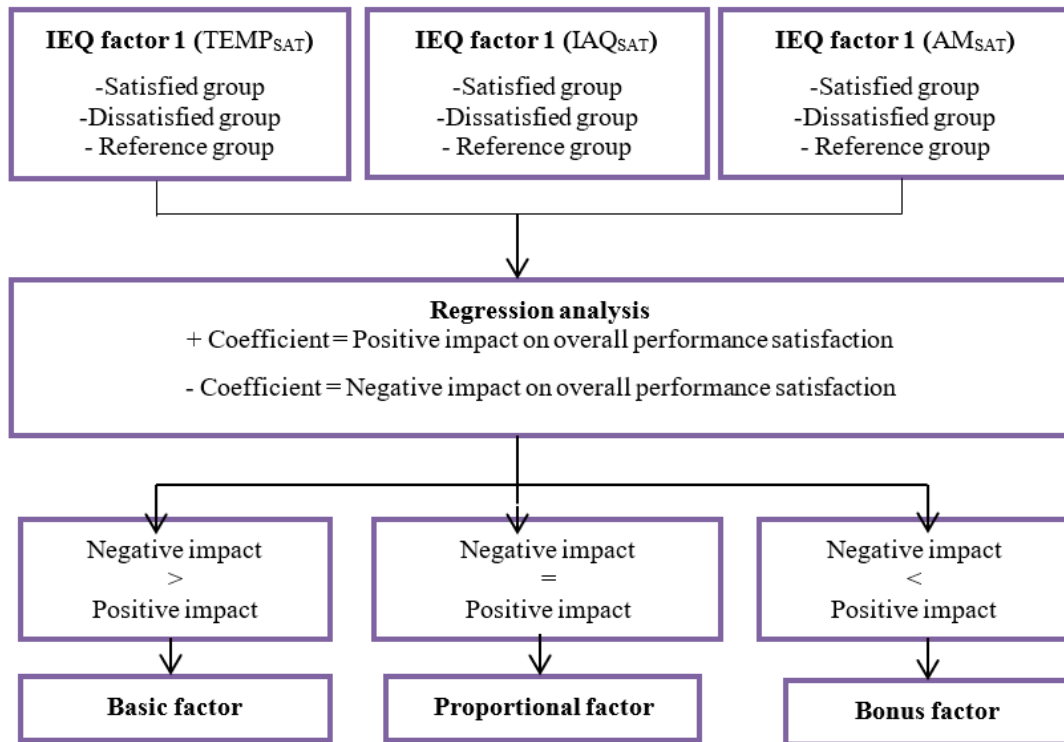 IEQ factor 1 (TEMPSAT)
-Satisfied group
-Dissatisfied group
- Reference group
IEQ factor 1 (IAQSAT)
-Satisfied group
-Dissatisfied group
- Reference group
IEQ factor 1 (AMSAT)
-Satisfied group
-Dissatisfied group
- Reference group
Regression analysis
+ Coefficient = Positive impact on overall performance satisfaction
- Coefficient = Negative impact on overall performance satisfaction
Negative impact
>
Positive impact
Negative impact
=
Positive impact
Negative impact
<
Positive impact
Basic factor
Proportional factor
Bonus factor